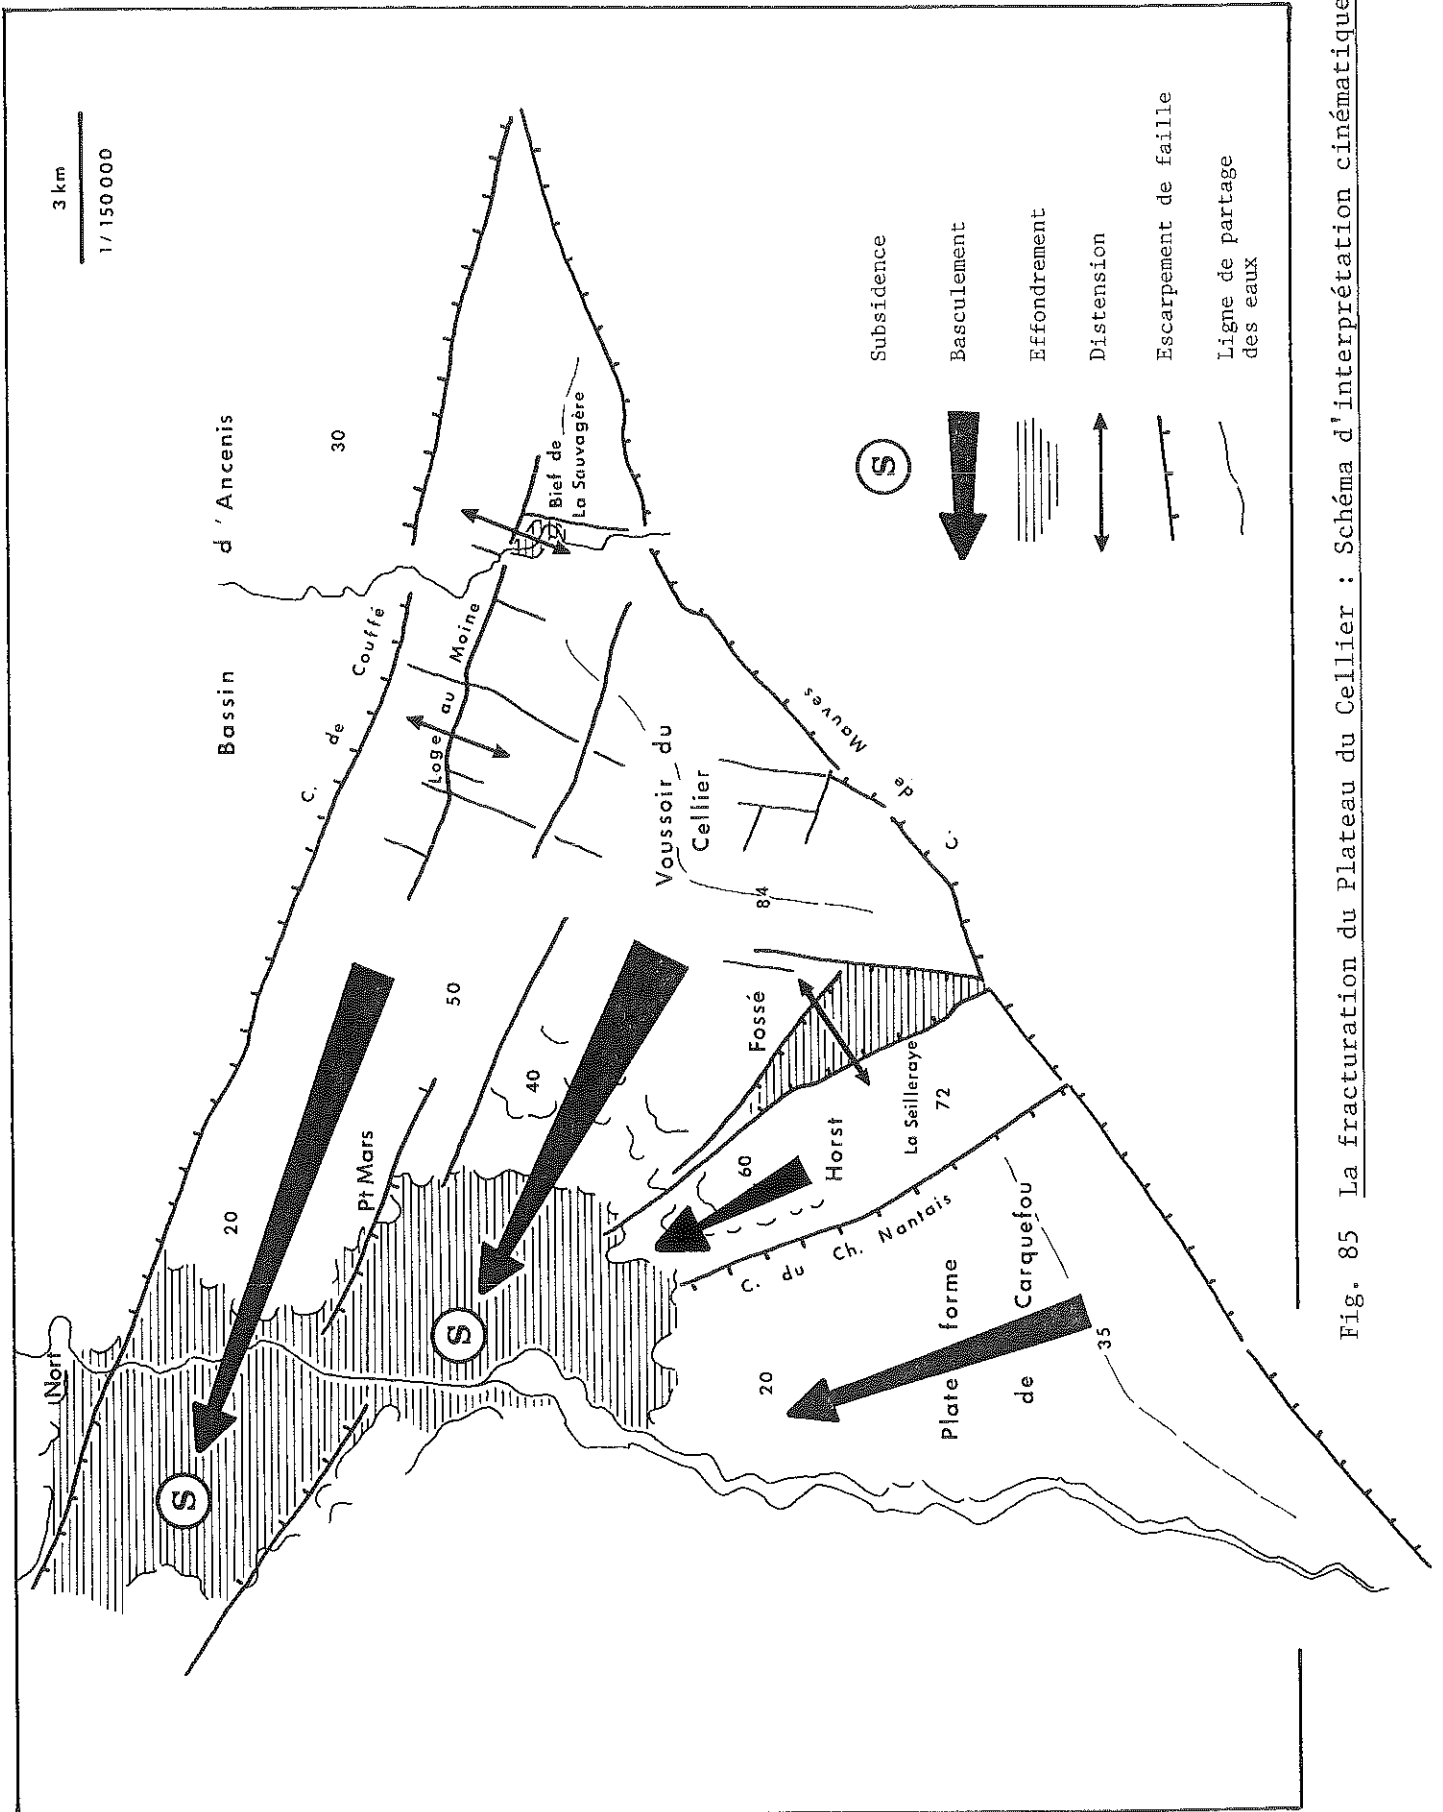 3 km
1/150 000
Bassin d'Ancenis
30
C. de Couffé
Loge au Moine
Bief de
La Sauvagère
Nort
20
Pt Mars
50
40
S
S
Voussoir du
Cellier
84
C. de Mauves
Fossé
Horst
60
La Seilleraye
72
C. du Ch. Nantais
Plate forme
de Carquefou
20
35
S
Subsidence
Basculement
Effondrement
Distension
Escarpement de faille
Ligne de partage
des eaux
Fig. 85 La fracturation du Plateau du Cellier : Schéma d'interprétation cinématique